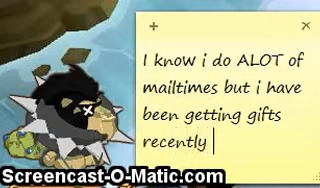 I know i do ALOT of
mailtimes but i have
been getting gifts
recently
Screencast-O-Matic.com